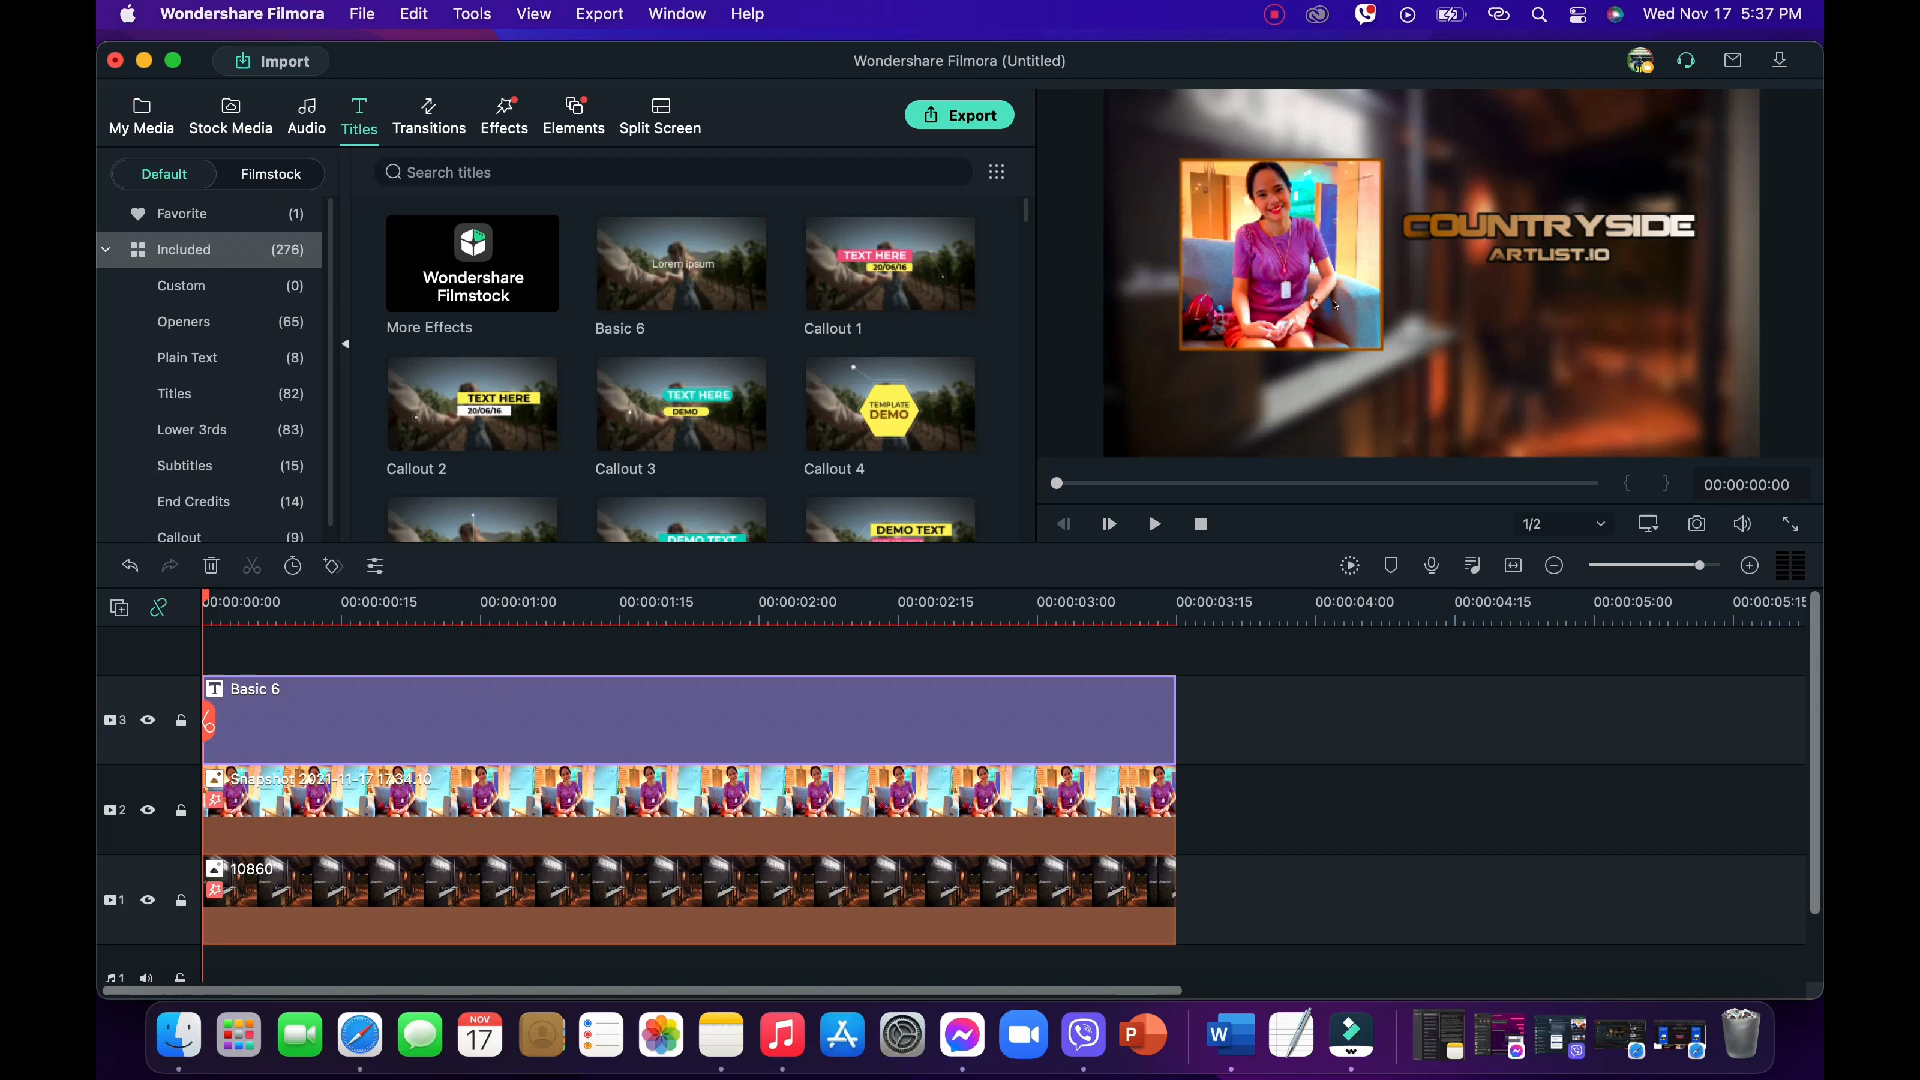 Wondershare Filmora File Edit Tools View Export Window Help
Wed Nov 17 5:37 PM
Import
Wondershare Filmora (Untitled)
My Media Stock Media Audio Titles Transitions Effects Elements Split Screen
Export
Default Filmstock
Search titles
Favorite (1)
Included (276)
Custom (0)
Openers (65)
Plain Text (8)
Titles (82)
Lower 3rds (83)
Subtitles (15)
End Credits (14)
Callout (9)
Wondershare
Filmstock
More Effects
Lorem ipsum
Basic 6
TEXT HERE
20/06/16
Callout 1
TEXT HERE
20/06/16
Callout 2
TEXT HERE
DEMO
Callout 3
TEMPLATE
DEMO
Callout 4
DEMO TEXT
DEMO TEXT
COUNTRYSIDE
ARTLIST.IO
00:00:00:00
1/2
00:00:00:00 00:00:00:15 00:00:01:00 00:00:01:15 00:00:02:00 00:00:02:15 00:00:03:00 00:00:03:15 00:00:04:00 00:00:04:15 00:00:05:00 00:00:05:15
Basic 6
3
Snapshot 2021-11-17 17.34.10
2
10860
1
1
NOV
17